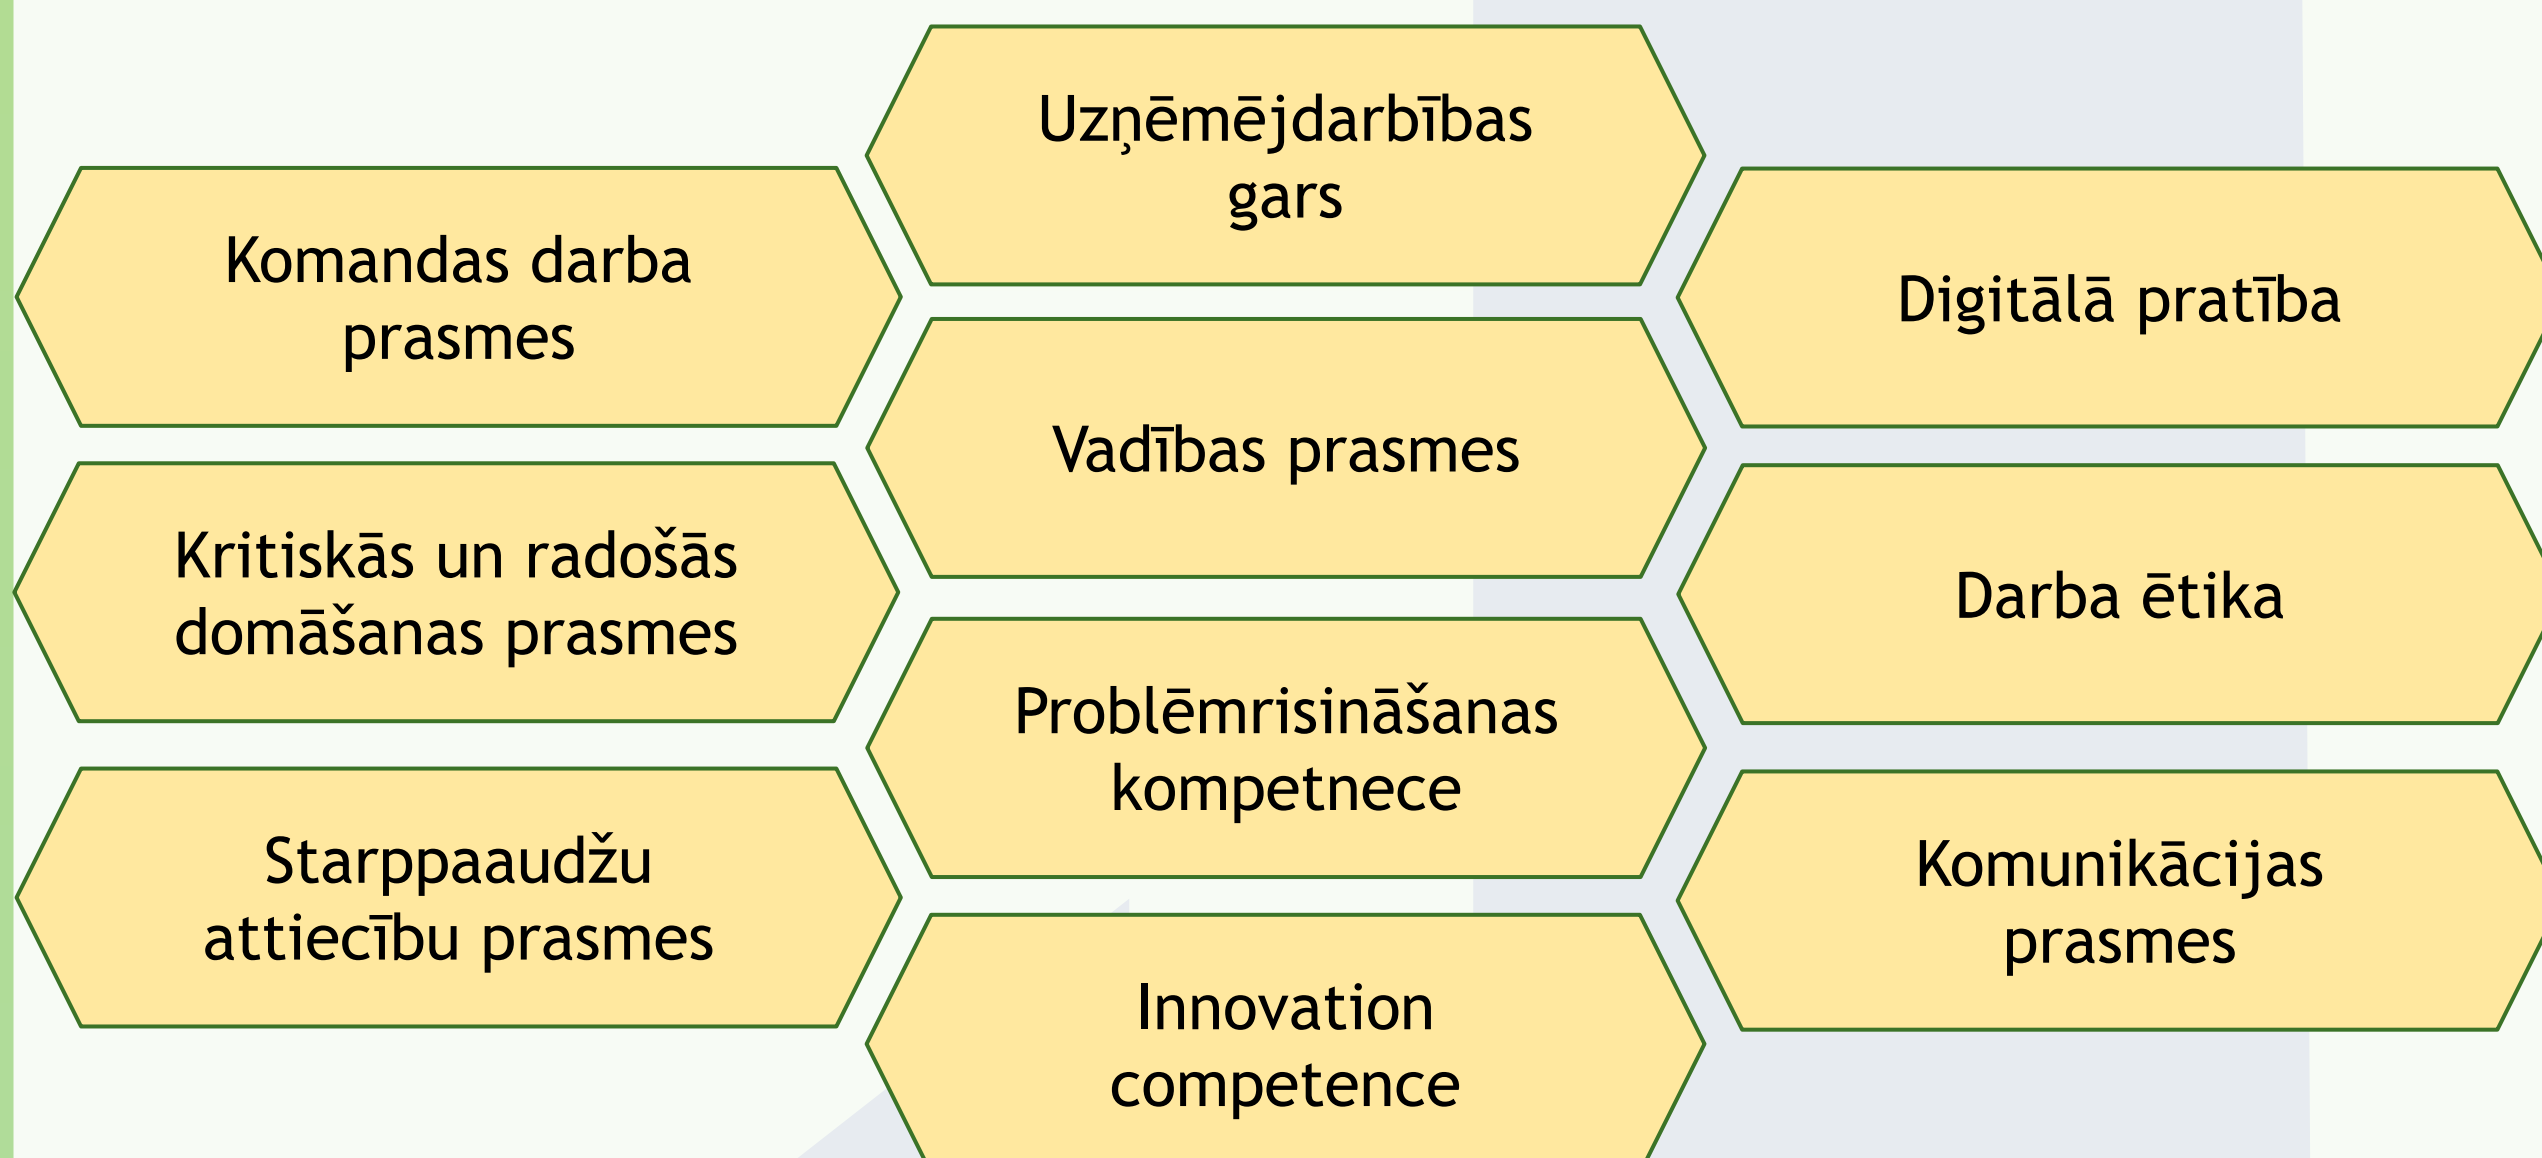 Komandas darba
prasmes
Kritiskās un radošās
domāšanas prasmes
Starppaaudžu
attiecību prasmes
Uzņēmējdarbības
gars
Vadības prasmes
Problēmrisināšanas
kompetnece
Innovation
competence
Digitālā pratība
Darba ētika
Komunikācijas
prasmes